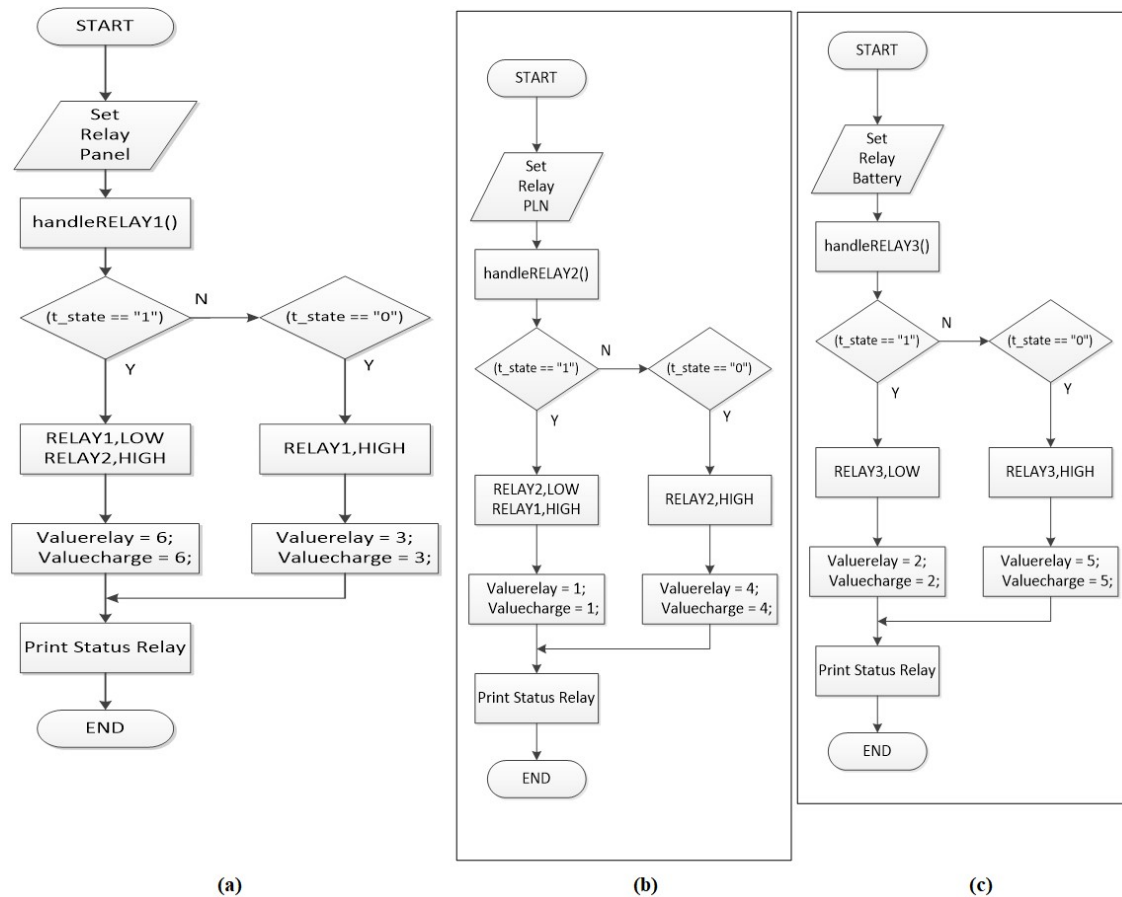 START
Set
Relay
Panel
handleRELAY1()
(t_state == "1")
N
(t_state == "0")
Y
Y
RELAY1,LOW
RELAY2,HIGH
RELAY1,HIGH
Valuerelay = 6;
Valuecharge = 6;
Valuerelay = 3;
Valuecharge = 3;
Print Status Relay
END
(a)
START
Set
Relay
PLN
handleRELAY2()
(t_state == "1")
N
(t_state == "0")
Y
Y
RELAY2,LOW
RELAY1,HIGH
RELAY2,HIGH
Valuerelay = 1;
Valuecharge = 1;
Valuerelay = 4;
Valuecharge = 4;
Print Status Relay
END
(b)
START
Set
Relay
Battery
handleRELAY3()
(t_state == "1")
N
(t_state == "0")
Y
Y
RELAY3,LOW
RELAY3,HIGH
Valuerelay = 2;
Valuecharge = 2;
Valuerelay = 5;
Valuecharge = 5;
Print Status Relay
END
(c)